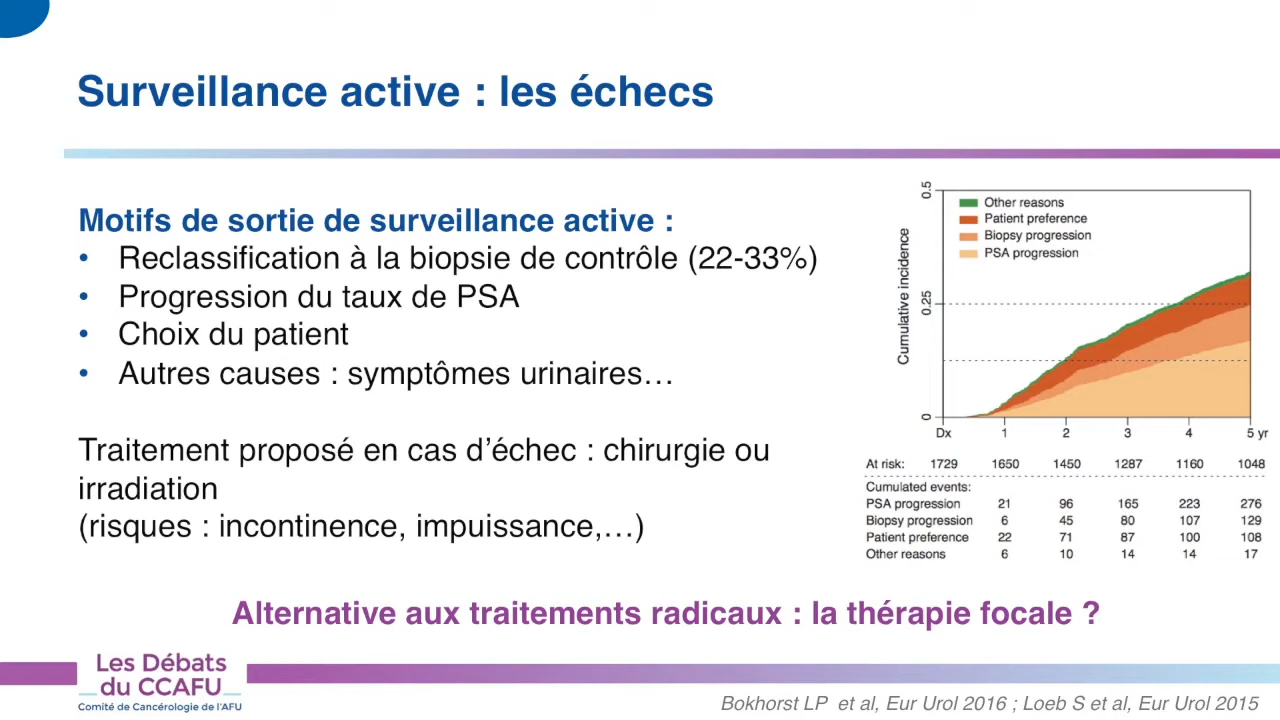 Surveillance active : les échecs
Motifs de sortie de surveillance active :
• Reclassification à la biopsie de contrôle (22-33%)
• Progression du taux de PSA
• Choix du patient
• Autres causes : symptômes urinaires…
Traitement proposé en cas d’échec : chirurgie ou
irradiation
(risques : incontinence, impuissance,…)
Cumulative incidence
0.5
0.25
0
Other reasons
Patient preference
Biopsy progression
PSA progression
Dx 1 2 3 4 5 yr
At risk: 1729 1650 1450 1287 1160 1048
Cumulated events:
PSA progression 21 96 165 223 276
Biopsy progression 6 45 80 107 129
Patient preference 22 71 87 100 108
Other reasons 6 10 14 14 17
Alternative aux traitements radicaux : la thérapie focale ?
Les Débats
du CCAFU
Comité de Cancérologie de l’AFU
Bokhorst LP et al, Eur Urol 2016 ; Loeb S et al, Eur Urol 2015